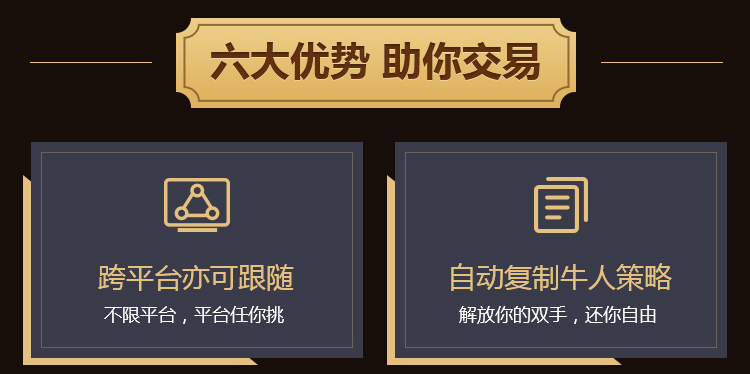 六大优势 助你交易
跨平台亦可跟随
不限平台，平台任你挑
自动复制牛人策略
解放你的双手，还你自由